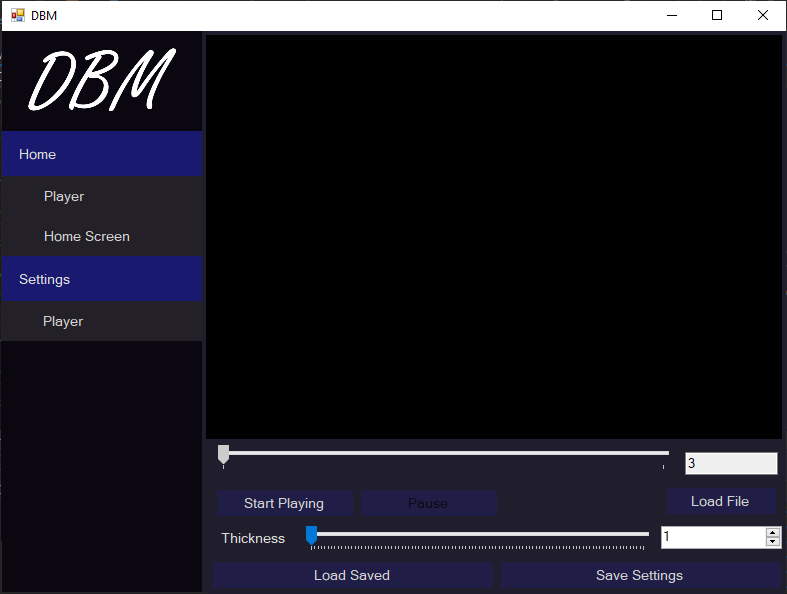 DBM
DBM
Home
Player
Home Screen
Settings
Player
3
Start Playing
Pause
Load File
Thickness
1
Load Saved
Save Settings